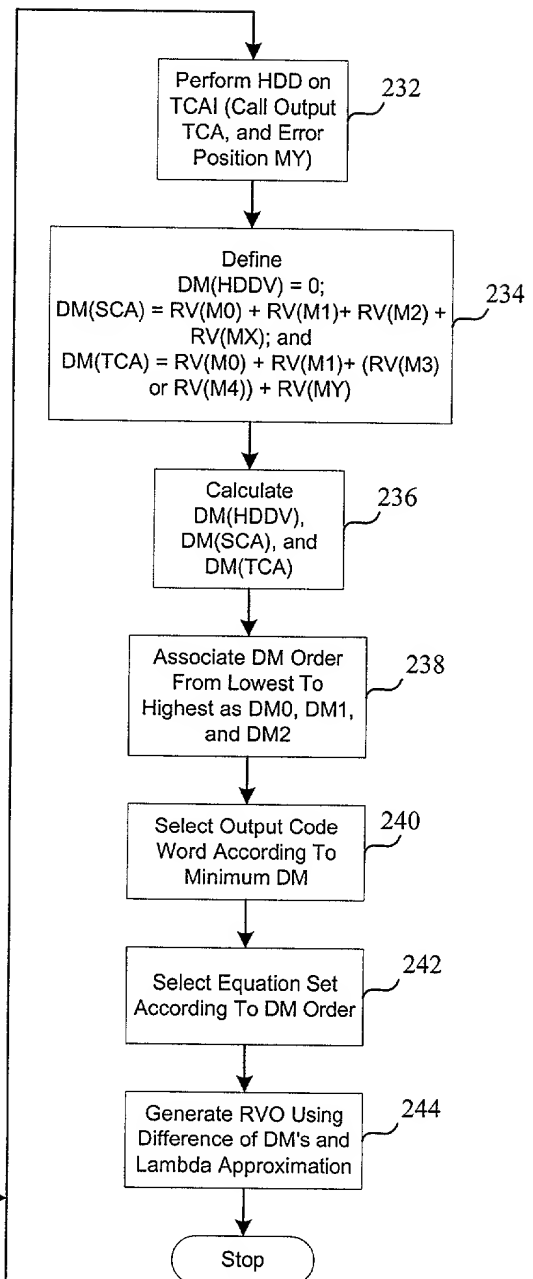 Perform HDD on
TCAI (Call Output
TCA, and Error
Position MY)
232
Define
DM(HDDV) = 0;
DM(SCA) = RV(M0) + RV(M1)+ RV(M2) +
RV(MX); and
DM(TCA) = RV(M0) + RV(M1)+ (RV(M3)
or RV(M4)) + RV(MY)
234
Calculate
DM(HDDV),
DM(SCA), and
DM(TCA)
236
Associate DM Order
From Lowest To
Highest as DM0, DM1,
and DM2
238
Select Output Code
Word According To
Minimum DM
240
Select Equation Set
According To DM Order
242
Generate RVO Using
Difference of DM's and
Lambda Approximation
244
Stop